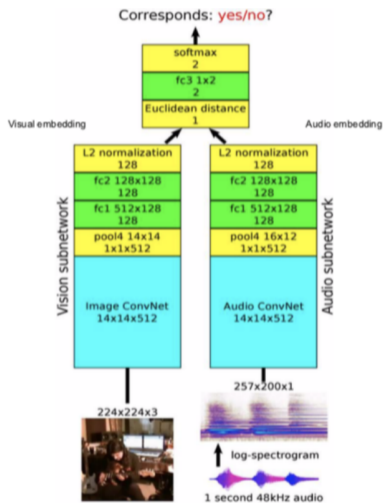 Corresponds: yes/no?
softmax
2
fc3 1x2
2
Euclidean distance
1
Visual embedding
Audio embedding
Vision subnetwork
L2 normalization
128
fc2 128x128
128
fc1 512x128
128
pool4 14x14
1x1x512
Image ConvNet
14x14x512
L2 normalization
128
fc2 128x128
128
fc1 512x128
128
pool4 16x12
1x1x512
Audio ConvNet
14x14x512
Audio subnetwork
224x224x3
257x200x1
log-spectrogram
1 second 48kHz audio